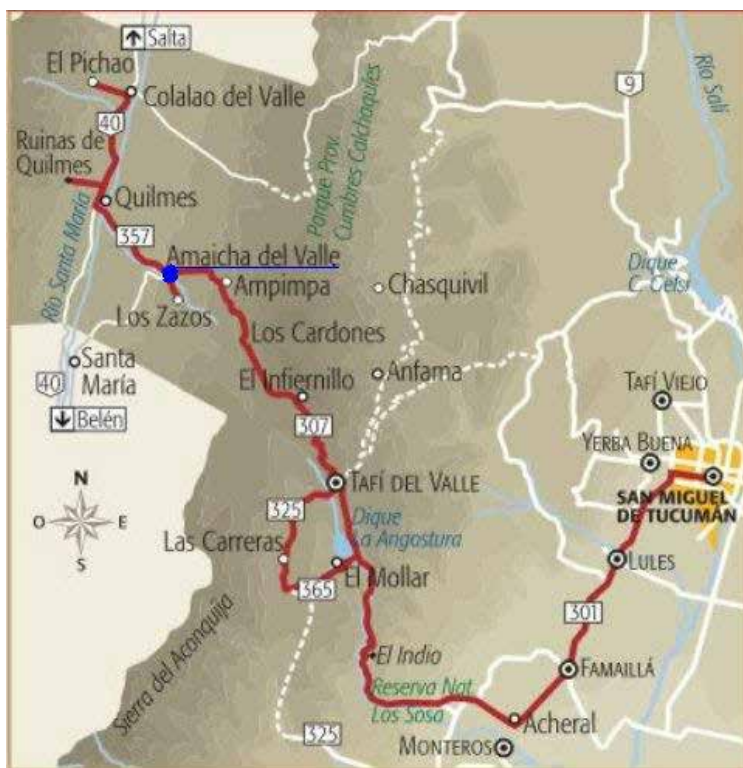 Salta
El Pichao
Colalao del Valle
40
Ruinas de
Quilmes
Quilmes
Río Santa María
357
Amaicha del Valle
Ampimpa
Los Zazos
Los Cardones
Santa
María
40
Belén
El Infiernillo
307
Parque Prov.
Cumbres Calchaquíes
Chasquivil
Anfama
9
Río Salí
Dique
C. Gelsi
TAFÍ VIEJO
YERBA BUENA
SAN MIGUEL
DE TUCUMÁN
N
O
E
S
TAFÍ DEL VALLE
325
Dique
La Angostura
Las Carreras
El Mollar
365
LULES
301
Sierra del Aconquija
El Indio
FAMAILLÁ
Reserva Nat.
Los Sosa
Acheral
325
MONTEROS